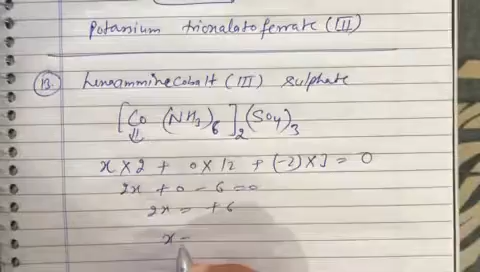 Potassium trioxalatoferrate (III)
13. Hexaamminecobalt (III) sulphate
[Co (NH3)6]2(SO4)3
x × 2 + 0 × 12 + (-2) × 3 = 0
2x + 0 - 6 = 0
2x = +6
x =